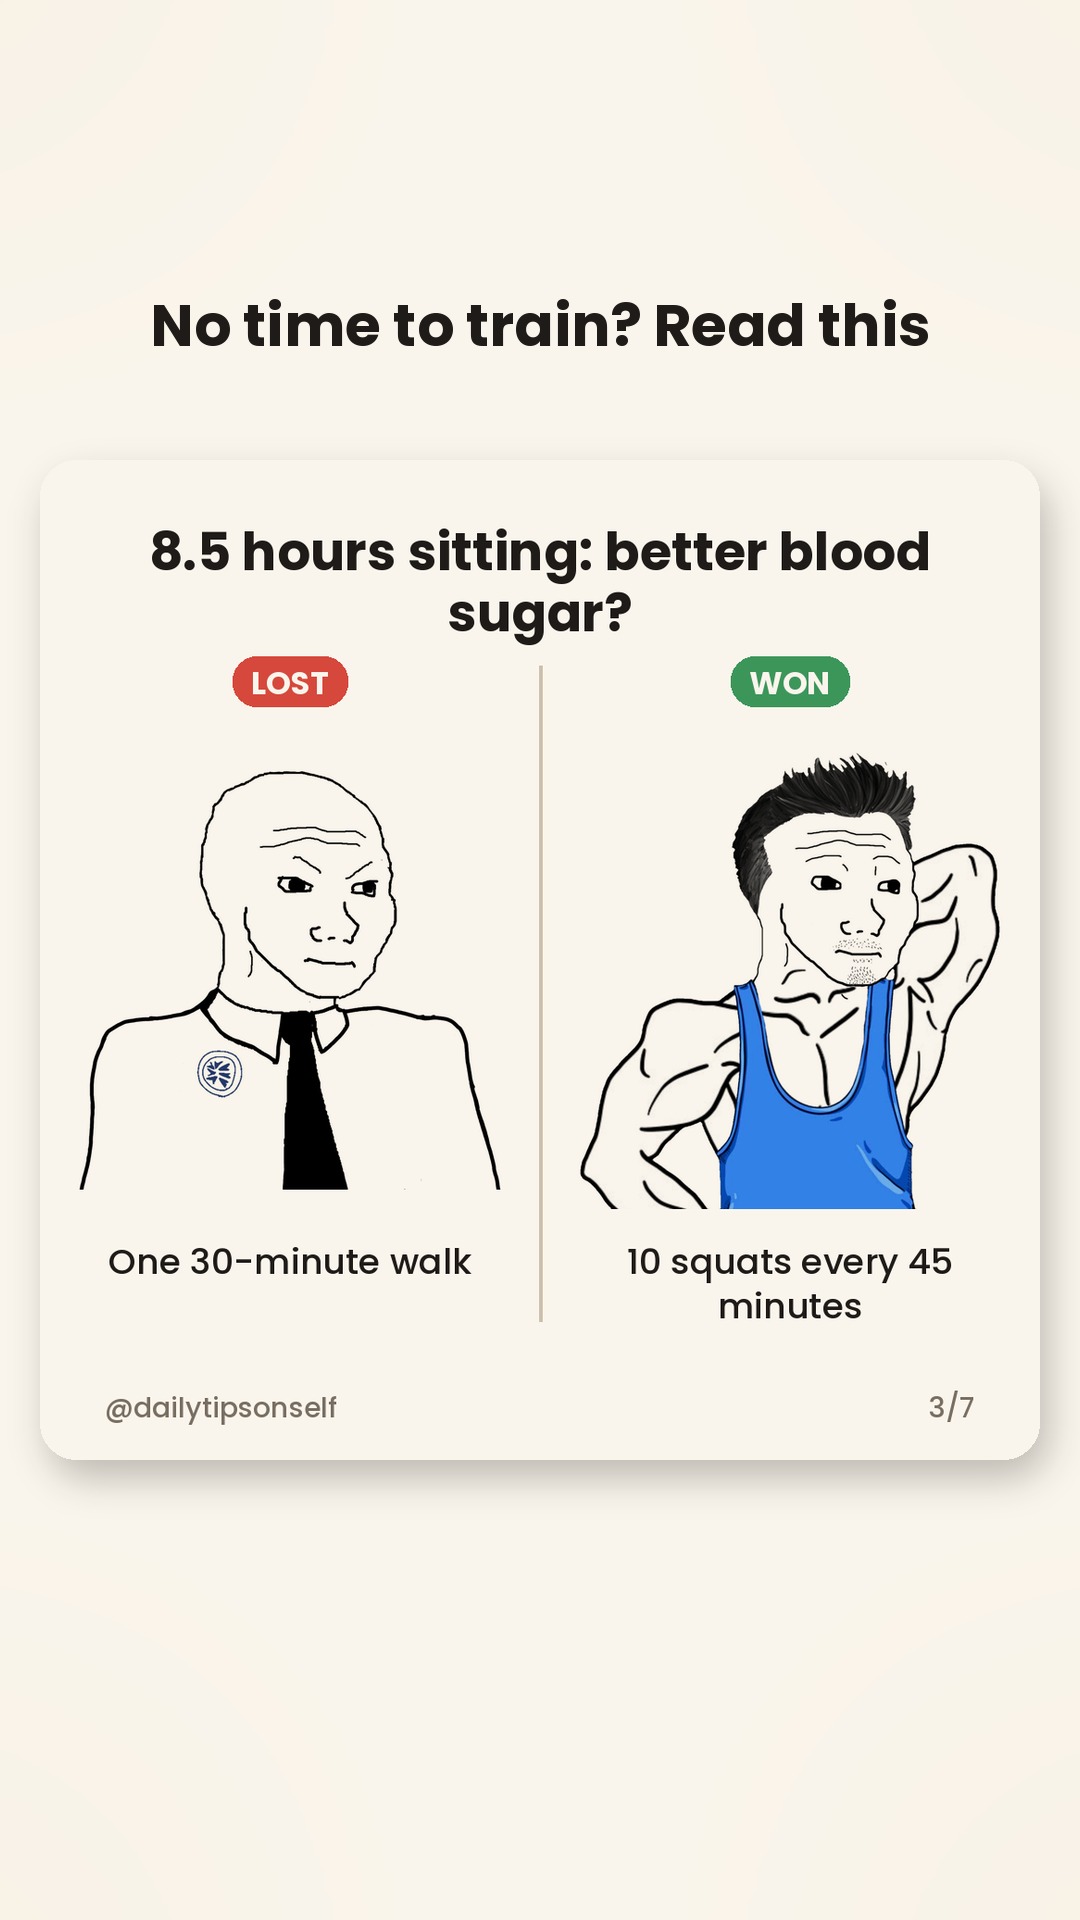 No time to train? Read this
8.5 hours sitting: better blood
sugar?
LOST
WON
One 30-minute walk
10 squats every 45
minutes
@dailytipsonself
3/7